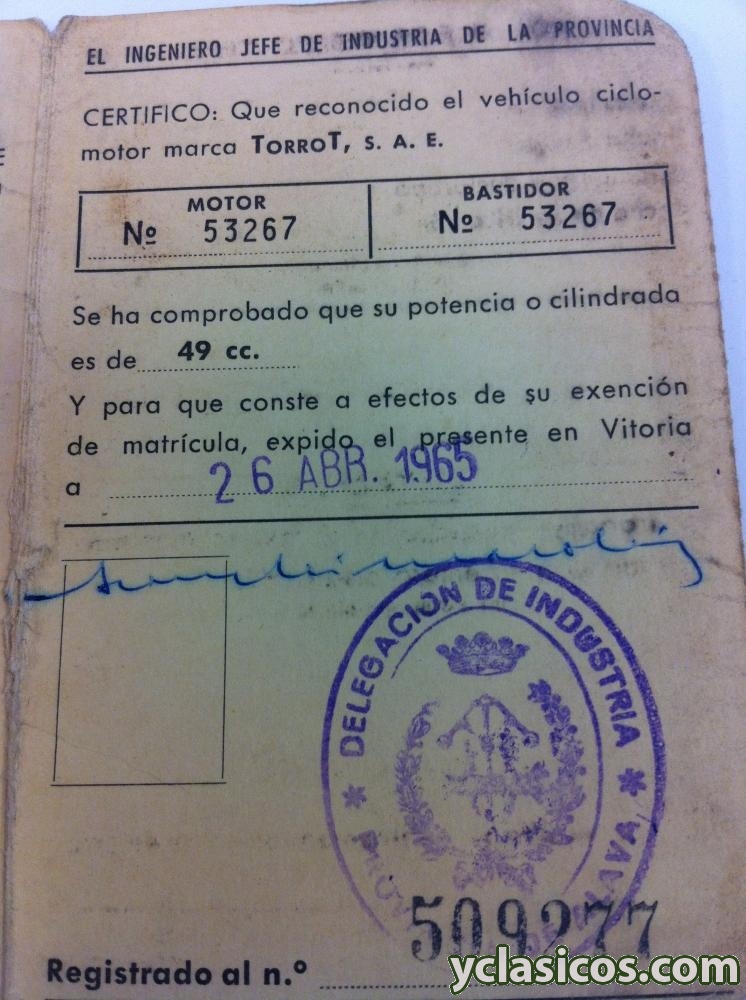 EL INGENIERO JEFE DE INDUSTRIA DE LA PROVINCIA
CERTIFICO: Que reconocido el vehículo ciclo-
motor marca TORROT, S. A. E.
MOTOR
Nº 53267
BASTIDOR
Nº 53267
Se ha comprobado que su potencia o cilindrada
es de 49 cc.
Y para que conste a efectos de su exención
de matrícula, expido el presente en Vitoria
a 26 ABR. 1965
DELEGACION DE INDUSTRIA
DE ALAVA
509277
Registrado al n.º
yclasicos.com